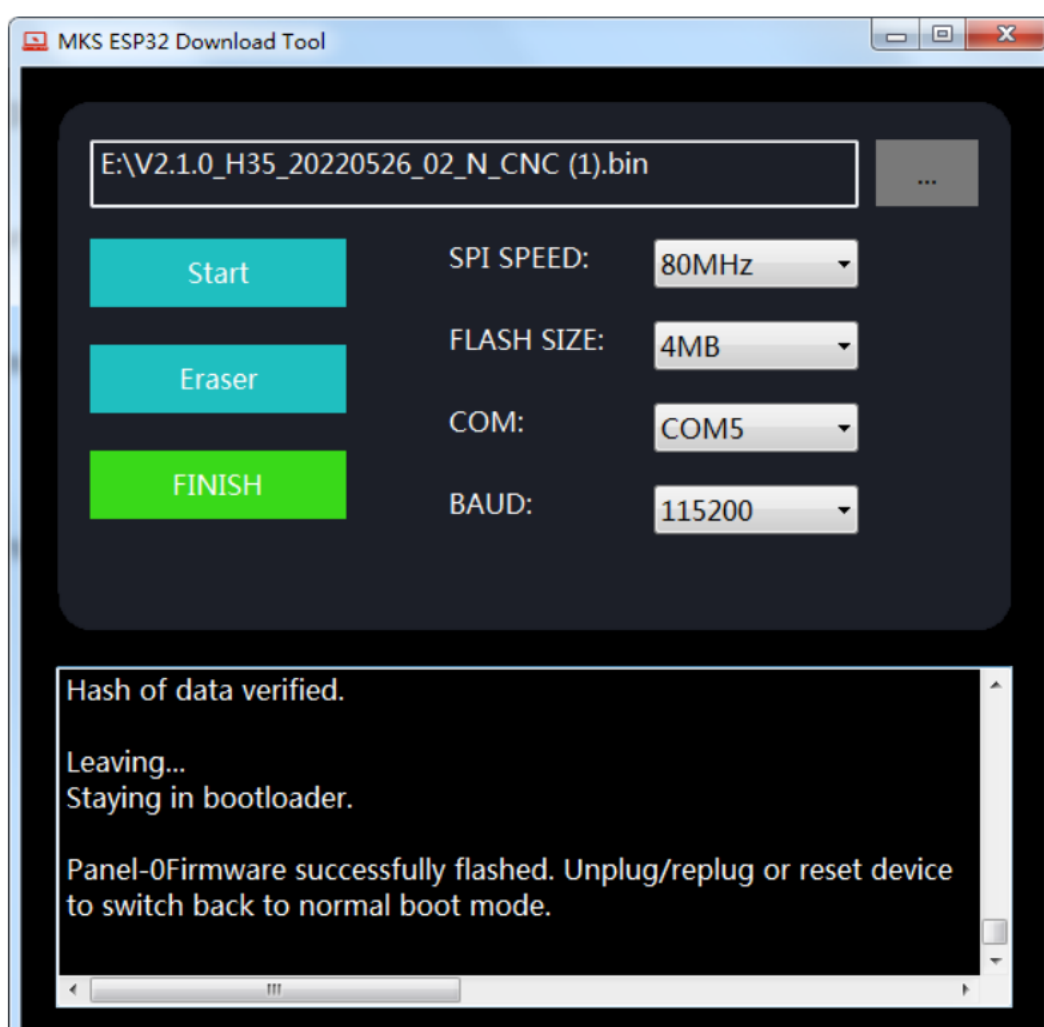 MKS ESP32 Download Tool
E:\V2.1.0_H35_20220526_02_N_CNC (1).bin
...
Start
SPI SPEED:
80MHz
Eraser
FLASH SIZE:
4MB
COM:
COM5
FINISH
BAUD:
115200
Hash of data verified.
Leaving...
Staying in bootloader.
Panel-0Firmware successfully flashed. Unplug/replug or reset device
to switch back to normal boot mode.